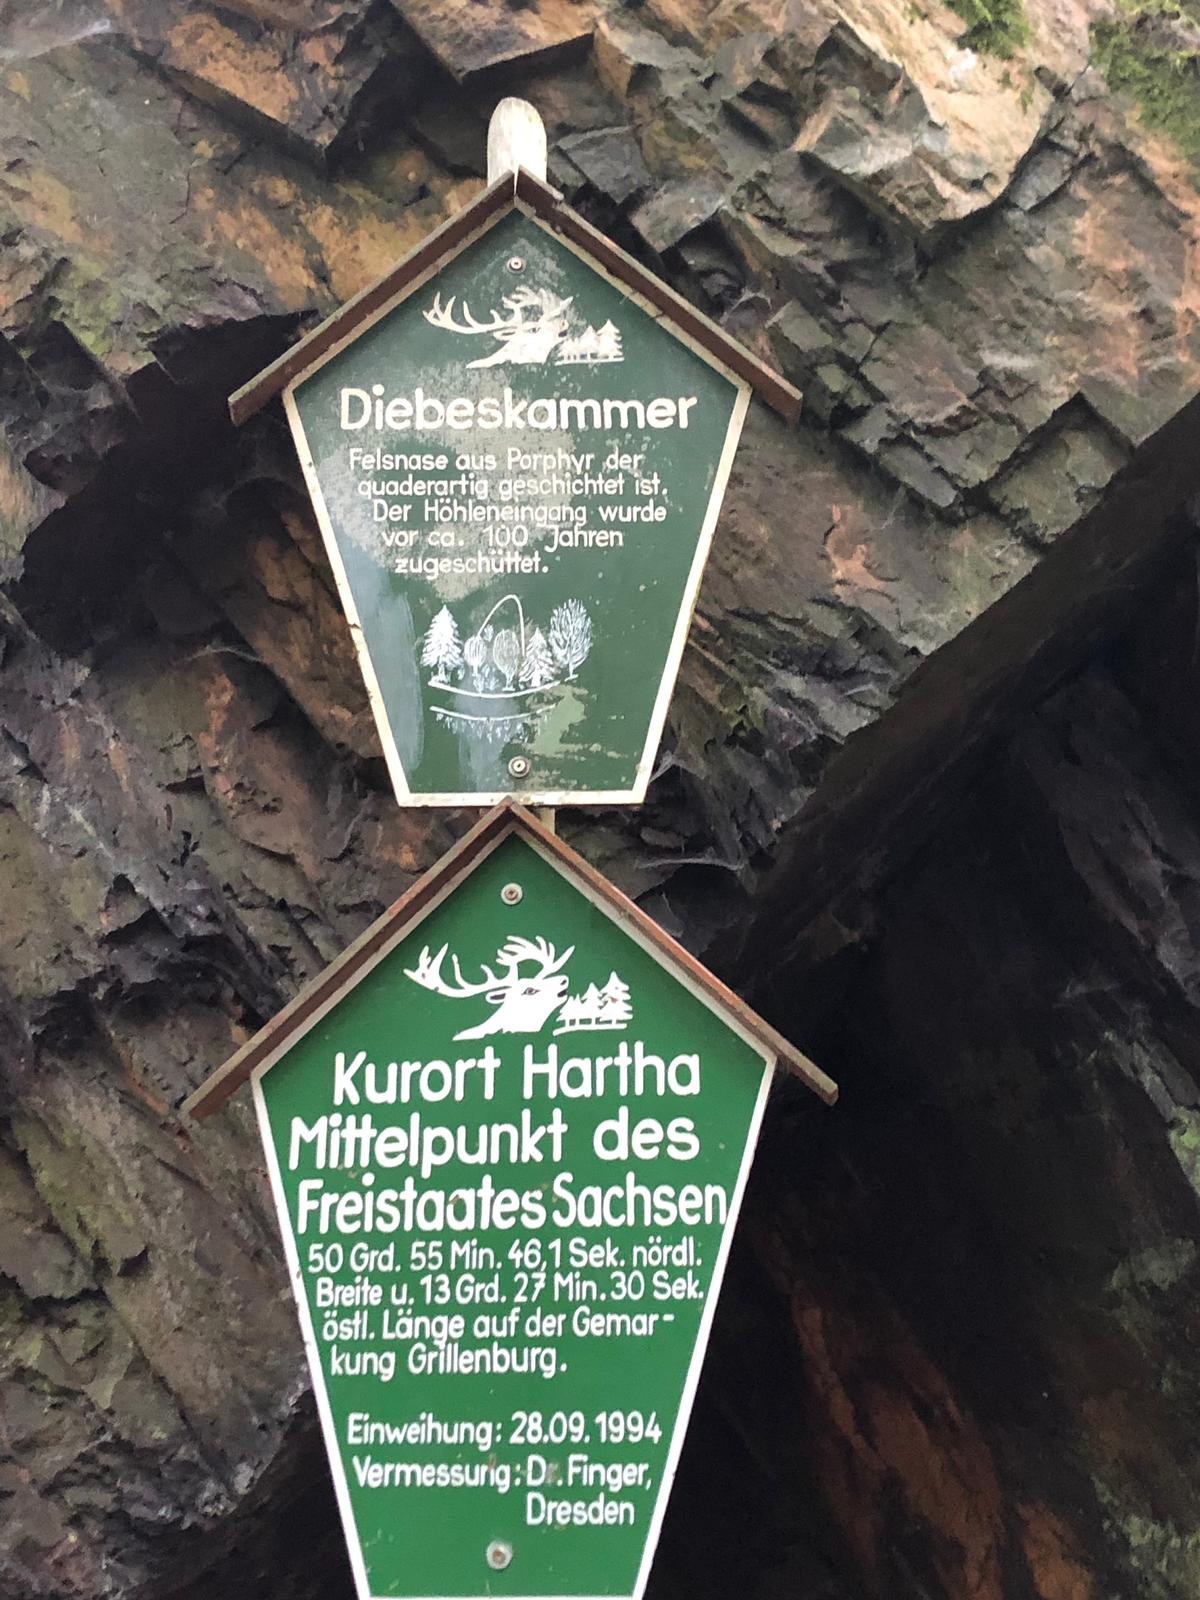 Diebeskammer
Felsnase aus Porphyr der
quaderartig geschichtet ist.
Der Höhleneingang wurde
vor ca. 100 Jahren
zugeschüttet.
Kurort Hartha
Mittelpunkt des
Freistaates Sachsen
50 Grd. 55 Min. 46,1 Sek. nördl.
Breite u. 13 Grd. 27 Min. 30 Sek.
östl. Länge auf der Gemar-
kung Grillenburg.
Einweihung: 28.09.1994
Vermessung: Dr. Finger,
Dresden